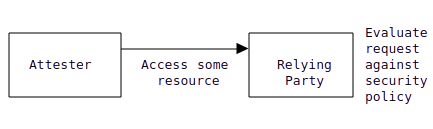 Attester
Access some
resource
Relying
Party
Evaluate
request
against
security
policy